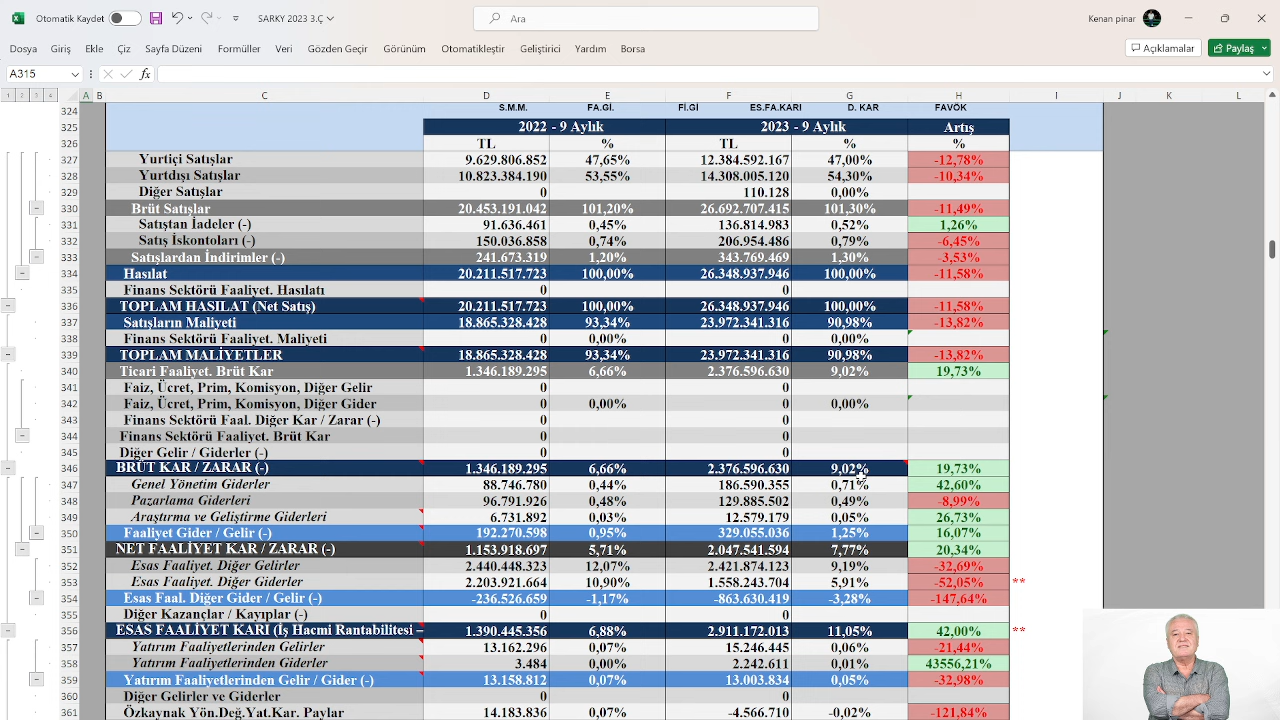 Otomatik Kaydet SARKY 2023 3.Ç Ara Kenan pinar
Dosya Giriş Ekle Çiz Sayfa Düzeni Formüller Veri Gözden Geçir Görünüm Otomatikleştir Geliştirici Yardım Borsa Açıklamalar Paylaş
A315 fx
1 2 3 4 A B C D E F G H I J K L
324 S.M.M. FA.Gİ. Fİ.Gİ ES.FA.KARI D. KAR FAVÖK
325 2022 - 9 Aylık 2023 - 9 Aylık Artış
326 TL % TL % %
327 Yurtiçi Satışlar 9.629.806.852 47,65% 12.384.592.167 47,00% -12,78%
328 Yurtdışı Satışlar 10.823.384.190 53,55% 14.308.005.120 54,30% -10,34%
329 Diğer Satışlar 0 110.128 0,00%
330 Brüt Satışlar 20.453.191.042 101,20% 26.692.707.415 101,30% -11,49%
331 Satıştan İadeler (-) 91.636.461 0,45% 136.814.983 0,52% 1,26%
332 Satış İskontoları (-) 150.036.858 0,74% 206.954.486 0,79% -6,45%
333 Satışlardan İndirimler (-) 241.673.319 1,20% 343.769.469 1,30% -3,53%
334 Hasılat 20.211.517.723 100,00% 26.348.937.946 100,00% -11,58%
335 Finans Sektörü Faaliyet. Hasılatı 0 0
336 TOPLAM HASILAT (Net Satış) 20.211.517.723 100,00% 26.348.937.946 100,00% -11,58%
337 Satışların Maliyeti 18.865.328.428 93,34% 23.972.341.316 90,98% -13,82%
338 Finans Sektörü Faaliyet. Maliyeti 0 0,00% 0 0,00%
339 TOPLAM MALİYETLER 18.865.328.428 93,34% 23.972.341.316 90,98% -13,82%
340 Ticari Faaliyet. Brüt Kar 1.346.189.295 6,66% 2.376.596.630 9,02% 19,73%
341 Faiz, Ücret, Prim, Komisyon, Diğer Gelir 0 0
342 Faiz, Ücret, Prim, Komisyon, Diğer Gider 0 0,00% 0 0,00%
343 Finans Sektörü Faal. Diğer Kar / Zarar (-) 0 0
344 Finans Sektörü Faaliyet. Brüt Kar 0 0
345 Diğer Gelir / Giderler (-) 0 0
346 BRÜT KAR / ZARAR (-) 1.346.189.295 6,66% 2.376.596.630 9,02% 19,73%
347 Genel Yönetim Giderler 88.746.780 0,44% 186.590.355 0,71% 42,60%
348 Pazarlama Giderleri 96.791.926 0,48% 129.885.502 0,49% -8,99%
349 Araştırma ve Geliştirme Giderleri 6.731.892 0,03% 12.579.179 0,05% 26,73%
350 Faaliyet Gider / Gelir (-) 192.270.598 0,95% 329.055.036 1,25% 16,07%
351 NET FAALİYET KAR / ZARAR (-) 1.153.918.697 5,71% 2.047.541.594 7,77% 20,34%
352 Esas Faaliyet. Diğer Gelirler 2.440.448.323 12,07% 2.421.874.123 9,19% -32,69%
353 Esas Faaliyet. Diğer Giderler 2.203.921.664 10,90% 1.558.243.704 5,91% -52,05% **
354 Esas Faal. Diğer Gider / Gelir (-) -236.526.659 -1,17% -863.630.419 -3,28% -147,64%
355 Diğer Kazançlar / Kayıplar (-) 0 0
356 ESAS FAALİYET KARI (İş Hacmi Rantabilitesi – 1.390.445.356 6,88% 2.911.172.013 11,05% 42,00% **
357 Yatırım Faaliyetlerinden Gelirler 13.162.296 0,07% 15.246.445 0,06% -21,44%
358 Yatırım Faaliyetlerinden Giderler 3.484 0,00% 2.242.611 0,01% 43556,21%
359 Yatırım Faaliyetlerinden Gelir / Gider (-) 13.158.812 0,07% 13.003.834 0,05% -32,98%
360 Diğer Gelirler ve Giderler 0 0
361 Özkaynak Yön.Değ.Yat.Kar. Paylar 14.183.836 0,07% -4.566.710 -0,02% -121,84%